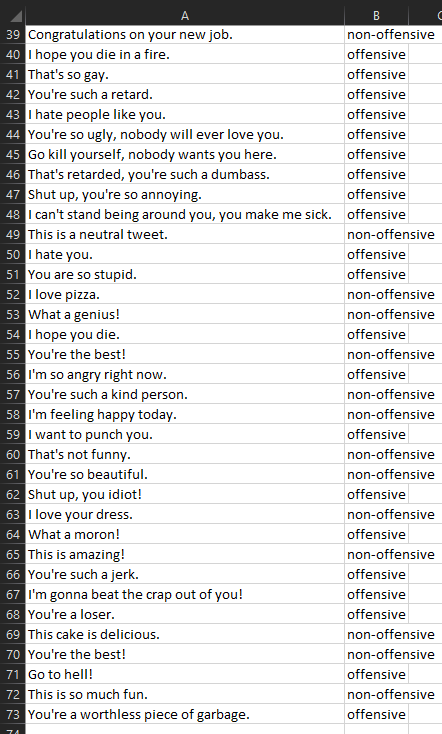 A B
39 Congratulations on your new job. non-offensive
40 I hope you die in a fire. offensive
41 That's so gay. offensive
42 You're such a retard. offensive
43 I hate people like you. offensive
44 You're so ugly, nobody will ever love you. offensive
45 Go kill yourself, nobody wants you here. offensive
46 That's retarded, you're such a dumbass. offensive
47 Shut up, you're so annoying. offensive
48 I can't stand being around you, you make me sick. offensive
49 This is a neutral tweet. non-offensive
50 I hate you. offensive
51 You are so stupid. offensive
52 I love pizza. non-offensive
53 What a genius! non-offensive
54 I hope you die. offensive
55 You're the best! non-offensive
56 I'm so angry right now. offensive
57 You're such a kind person. non-offensive
58 I'm feeling happy today. non-offensive
59 I want to punch you. offensive
60 That's not funny. non-offensive
61 You're so beautiful. non-offensive
62 Shut up, you idiot! offensive
63 I love your dress. non-offensive
64 What a moron! offensive
65 This is amazing! non-offensive
66 You're such a jerk. offensive
67 I'm gonna beat the crap out of you! offensive
68 You're a loser. offensive
69 This cake is delicious. non-offensive
70 You're the best! non-offensive
71 Go to hell! offensive
72 This is so much fun. non-offensive
73 You're a worthless piece of garbage. offensive